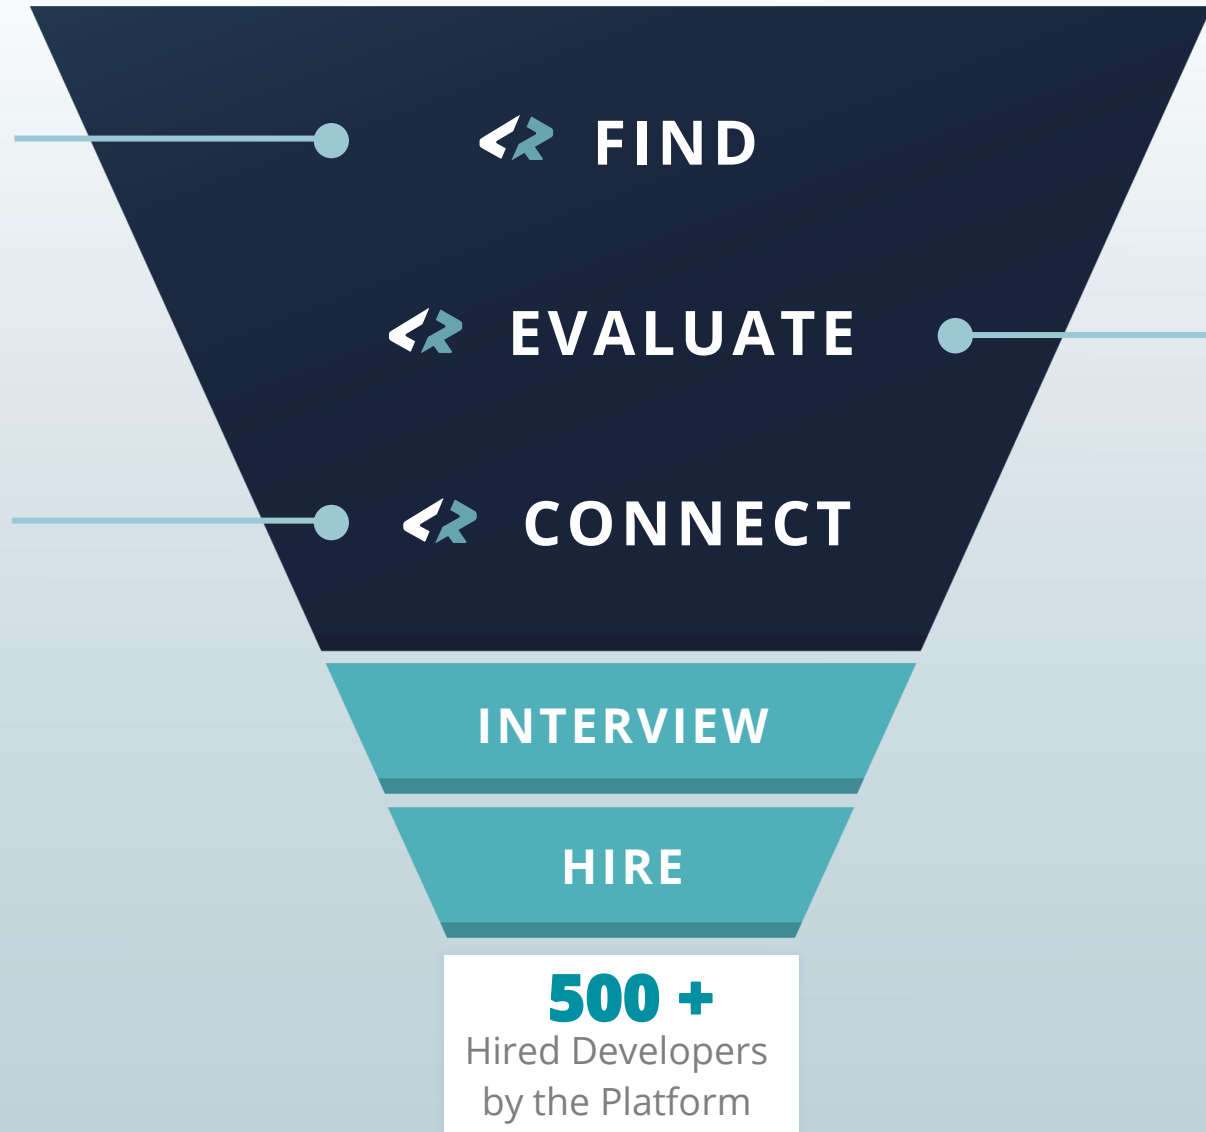 FIND
EVALUATE
CONNECT
INTERVIEW
HIRE
500 +
Hired Developers
by the Platform